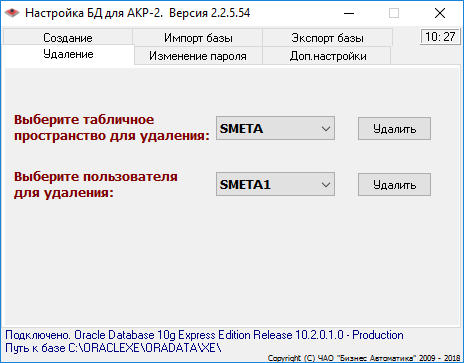 Настройка БД для АКР-2. Версия 2.2.5.54
Создание Импорт базы Экспорт базы 10: 27
Удаление Изменение пароля Доп.настройки
Выберите табличное
пространство для удаления: SMETA Удалить
Выберите пользователя
для удаления: SMETA1 Удалить
Подключено. Oracle Database 10g Express Edition Release 10.2.0.1.0 - Production
Путь к базе C:\ORACLEXE\ORADATA\XE\
Copyright (C) ЧАО "Бизнес Автоматика" 2009 - 2018